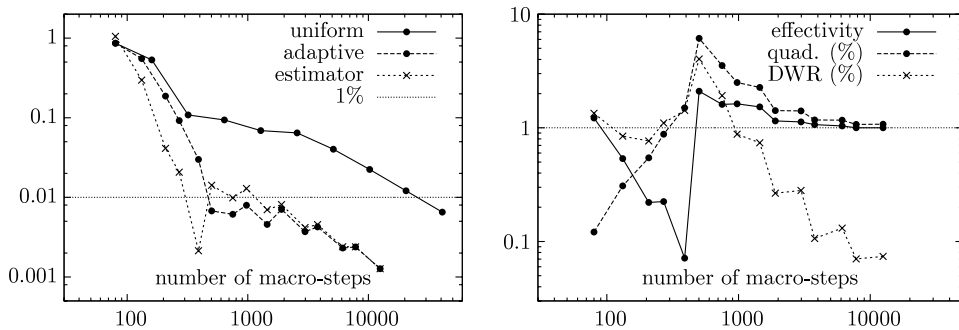 1
0.1
0.01
0.001
uniform
adaptive
estimator
1%
number of macro-steps
100
1000
10000
10
1
0.1
effectivity
quad. (%)
DWR (%)
number of macro-steps
100
1000
10000